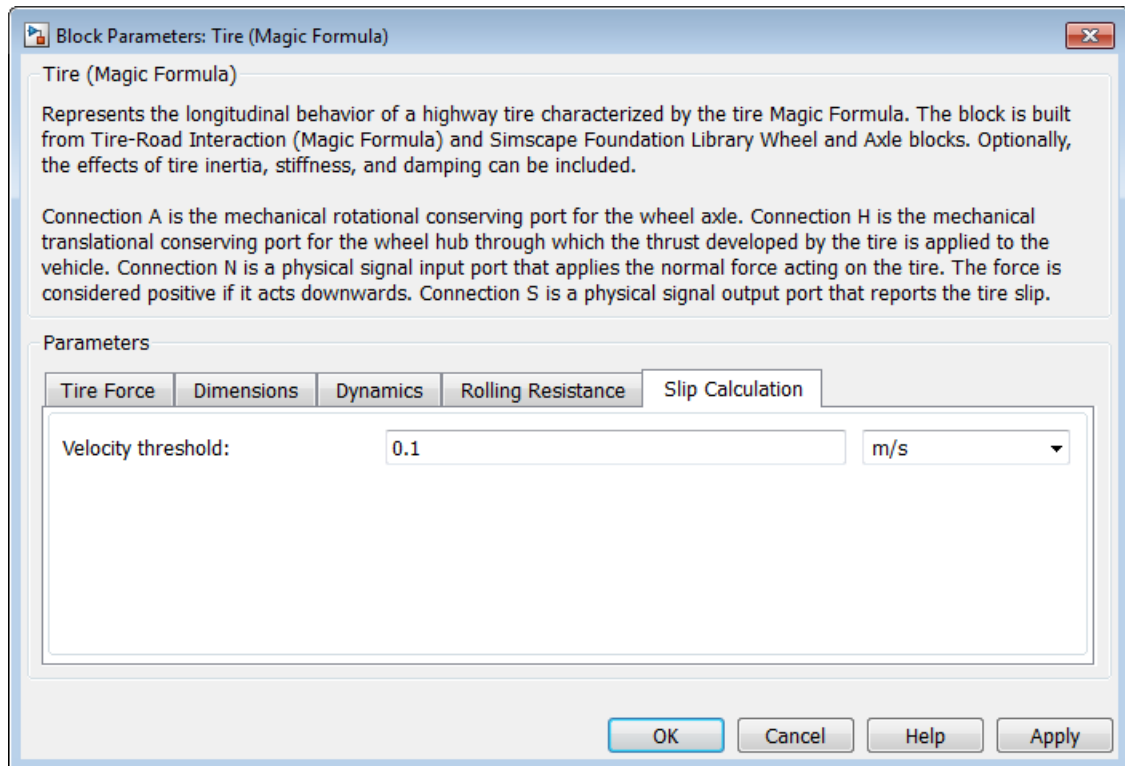 Block Parameters: Tire (Magic Formula)
Tire (Magic Formula)
Represents the longitudinal behavior of a highway tire characterized by the tire Magic Formula. The block is built
from Tire-Road Interaction (Magic Formula) and Simscape Foundation Library Wheel and Axle blocks. Optionally,
the effects of tire inertia, stiffness, and damping can be included.
Connection A is the mechanical rotational conserving port for the wheel axle. Connection H is the mechanical
translational conserving port for the wheel hub through which the thrust developed by the tire is applied to the
vehicle. Connection N is a physical signal input port that applies the normal force acting on the tire. The force is
considered positive if it acts downwards. Connection S is a physical signal output port that reports the tire slip.
Parameters
Tire Force Dimensions Dynamics Rolling Resistance Slip Calculation
Velocity threshold: 0.1 m/s
OK Cancel Help Apply